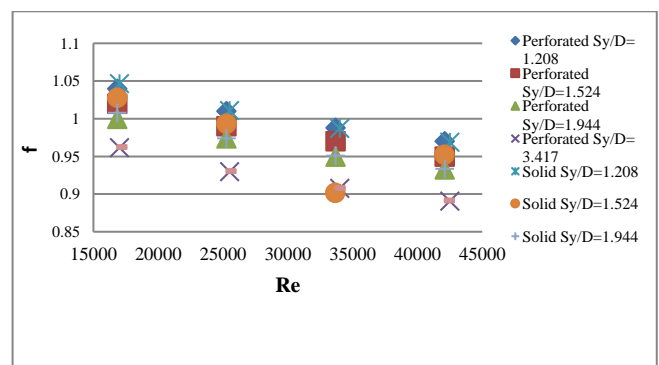 1.1
1.05
1
0.95
0.9
0.85
f
15000 20000 25000 30000 35000 40000 45000
Re
Perforated Sy/D=
1.208
Perforated
Sy/D=1.524
Perforated
Sy/D=1.944
Perforated Sy/D=
3.417
Solid Sy/D=1.208
Solid Sy/D=1.524
Solid Sy/D=1.944